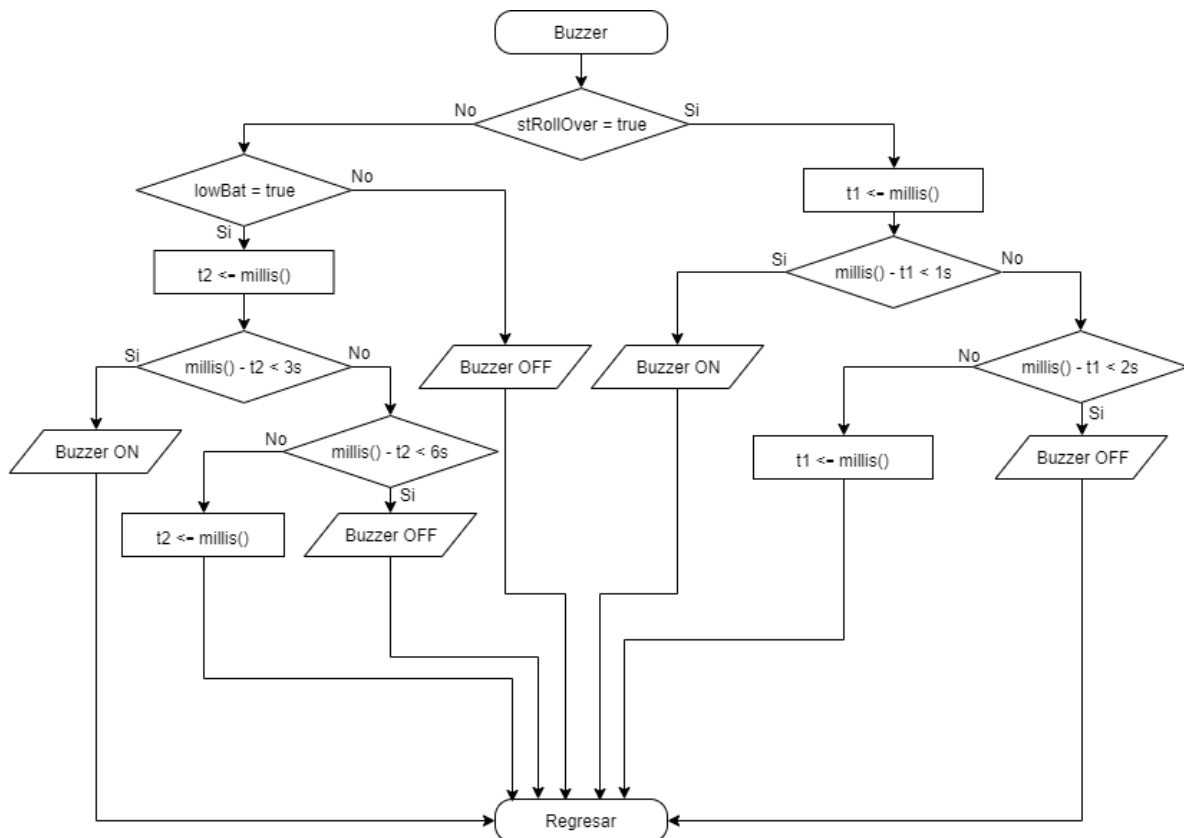 Buzzer
No
Si
stRollOver = true
lowBat = true
No
t1 <= millis()
Si
t2 <= millis()
Si
No
millis() - t1 < 1s
Si
No
millis() - t2 < 3s
Buzzer OFF
Buzzer ON
No
millis() - t1 < 2s
Si
Buzzer ON
No
millis() - t2 < 6s
Si
t1 <= millis()
Buzzer OFF
t2 <= millis()
Buzzer OFF
Regresar